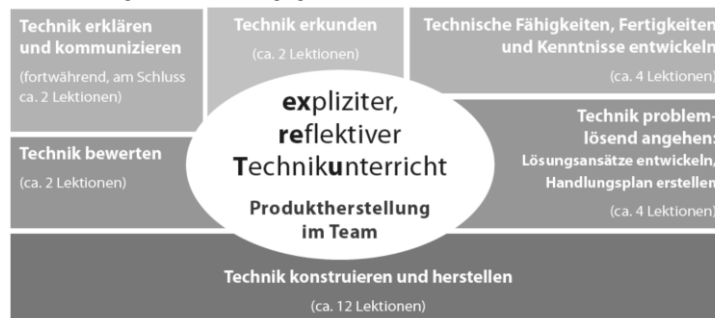 Technik erklären
und kommunizieren
(fortwährend, am Schluss
ca. 2 Lektionen)
Technik erkunden
(ca. 2 Lektionen)
Technische Fähigkeiten, Fertigkeiten
und Kenntnisse entwickeln
(ca. 4 Lektionen)
expliziter,
reflektiver
Technikunterricht
Produktherstellung
im Team
Technik bewerten
(ca. 2 Lektionen)
Technik problem-
lösend angehen:
Lösungsansätze entwickeln,
Handlungsplan erstellen
(ca. 4 Lektionen)
Technik konstruieren und herstellen
(ca. 12 Lektionen)